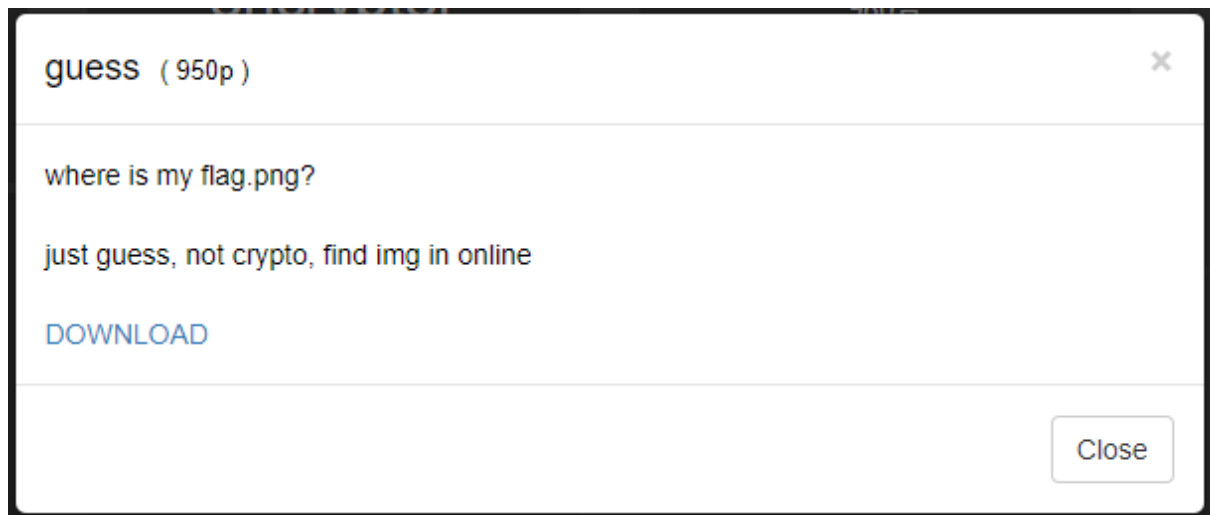 guess ( 950p )
×
where is my flag.png?
just guess, not crypto, find img in online
DOWNLOAD
Close